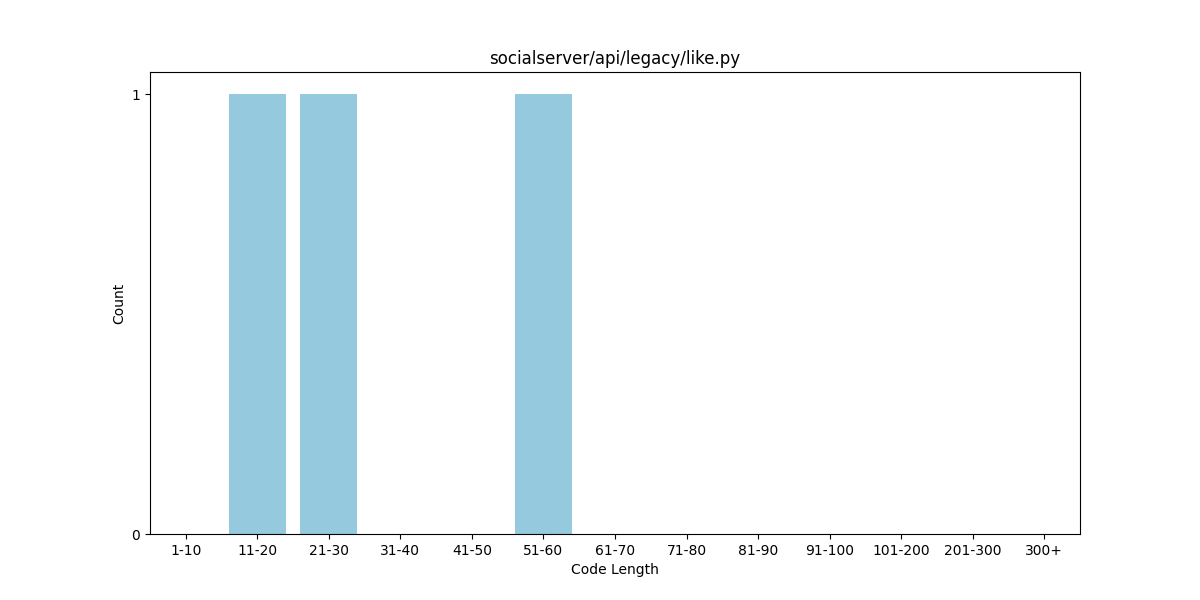 socialserver/api/legacy/like.py
1
Count
0
1-10 11-20 21-30 31-40 41-50 51-60 61-70 71-80 81-90 91-100 101-200 201-300 300+
Code Length